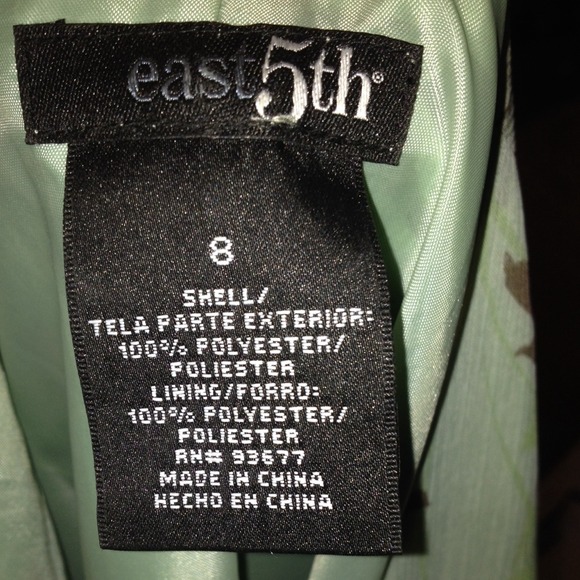 east5th®
8
SHELL/
TELA PARTE EXTERIOR:
100% POLYESTER/
POLIESTER
LINING/FORRO:
100% POLYESTER/
POLIESTER
RN# 93677
MADE IN CHINA
HECHO EN CHINA